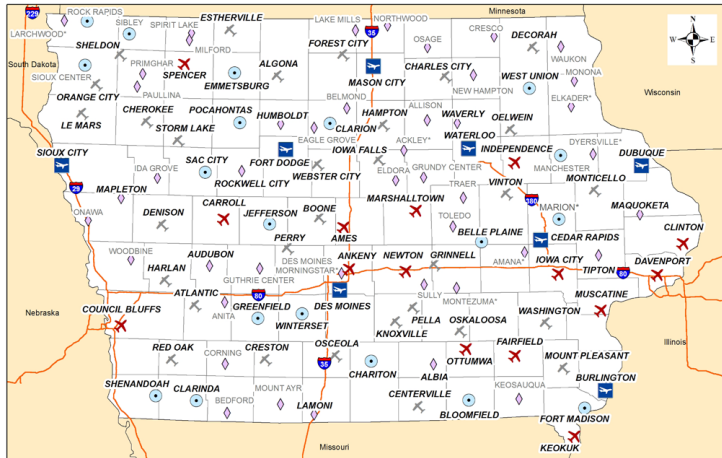 229
ROCK RAPIDS
LARCHWOOD*
SIBLEY
SPIRIT LAKE
ESTHERVILLE
LAKE MILLS
NORTHWOOD
Minnesota
35
N
W
E
S
SHELDON
MILFORD
FOREST CITY
OSAGE
CRESCO
DECORAH
South Dakota
PRIMGHAR
SPENCER
ALGONA
MASON CITY
CHARLES CITY
WAUKON
SIOUX CENTER
EMMETSBURG
NEW HAMPTON
WEST UNION
MONONA
Wisconsin
ORANGE CITY
PAULLINA
BELMOND
ELKADER*
CHEROKEE
POCAHONTAS
HUMBOLDT
HAMPTON
ALLISON
WAVERLY
OELWEIN
LE MARS
STORM LAKE
CLARION
WATERLOO
EAGLE GROVE
ACKLEY*
DYERSVILLE*
SIOUX CITY
SAC CITY
FORT DODGE
IOWA FALLS
INDEPENDENCE
DUBUQUE
IDA GROVE
ROCKWELL CITY
WEBSTER CITY
ELDORA
GRUNDY CENTER
MANCHESTER
29
MAPLETON
MARSHALLTOWN
TRAER
VINTON
MONTICELLO
380
ONAWA
DENISON
CARROLL
JEFFERSON
BOONE
TOLEDO
MARION*
MAQUOKETA
AMES
BELLE PLAINE
CLINTON
WOODBINE
AUDUBON
PERRY
DES MOINES
MORNINGSTAR*
ANKENY
NEWTON
GRINNELL
AMANA*
CEDAR RAPIDS
IOWA CITY
TIPTON
80
DAVENPORT
HARLAN
GUTHRIE CENTER
SULLY
MONTEZUMA*
ATLANTIC
80
DES MOINES
MUSCATINE
Nebraska
COUNCIL BLUFFS
ANITA
GREENFIELD
WINTERSET
PELLA
OSKALOOSA
WASHINGTON
KNOXVILLE
Illinois
RED OAK
CRESTON
OSCEOLA
FAIRFIELD
CORNING
35
OTTUMWA
MOUNT PLEASANT
SHENANDOAH
CLARINDA
MOUNT AYR
CHARITON
ALBIA
KEOSAUQUA
BURLINGTON
BEDFORD
LAMONI
CENTERVILLE
BLOOMFIELD
FORT MADISON
Missouri
KEOKUK